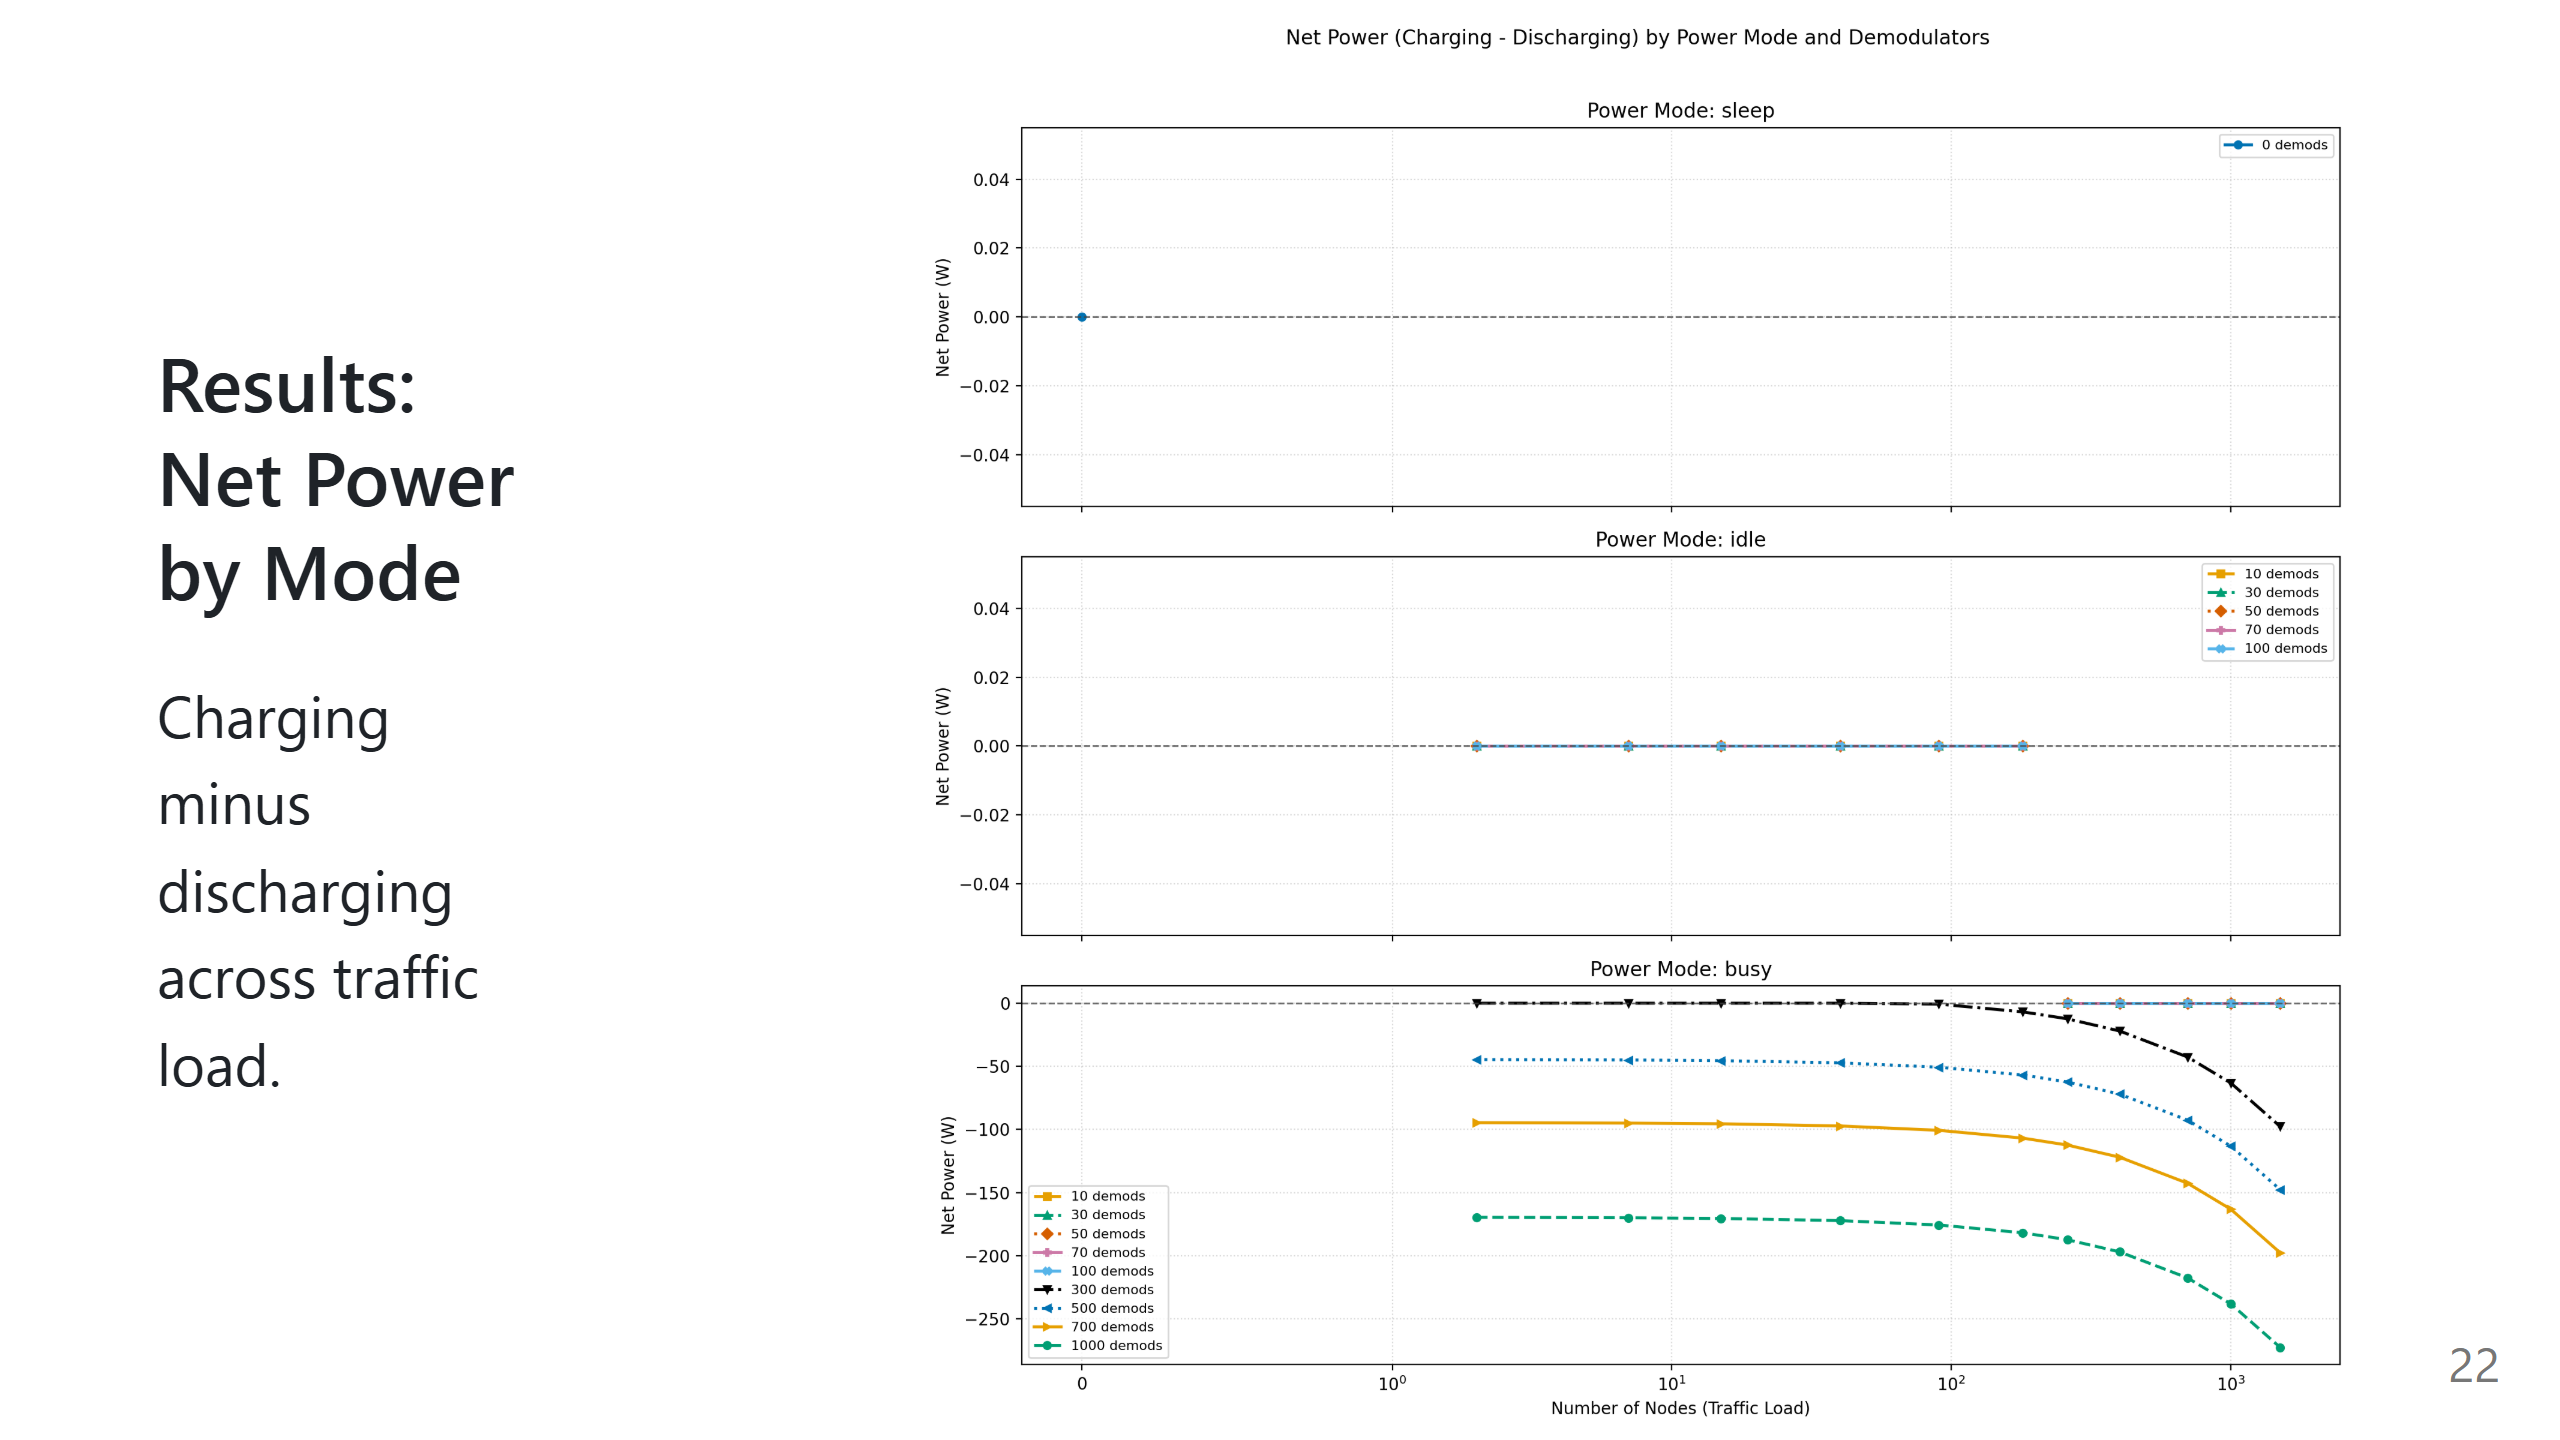 Results:
Net Power
by Mode
Charging
minus
discharging
across traffic
load.
Net Power (Charging - Discharging) by Power Mode and Demodulators
Power Mode: sleep
0 demods
0.04
0.02
0.00
−0.02
−0.04
Net Power (W)
Power Mode: idle
10 demods
30 demods
50 demods
70 demods
100 demods
0.04
0.02
0.00
−0.02
−0.04
Net Power (W)
Power Mode: busy
0
−50
−100
−150
−200
−250
Net Power (W)
10 demods
30 demods
50 demods
70 demods
100 demods
300 demods
500 demods
700 demods
1000 demods
0 10⁰ 10¹ 10² 10³
Number of Nodes (Traffic Load)
22